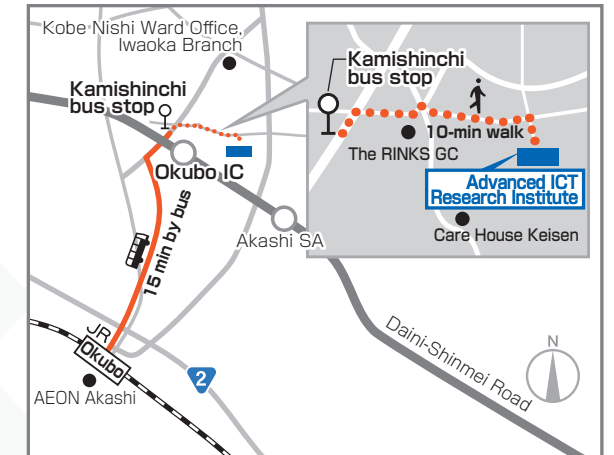 Kobe Nishi Ward Office,
Iwaoka Branch
Kamishinchi
bus stop
Okubo IC
Akashi SA
15 min by bus
JR
Okubo
AEON Akashi
2
Daini-Shinmei Road
N
Kamishinchi
bus stop
10-min walk
The RINKS GC
Advanced ICT
Research Institute
Care House Keisen